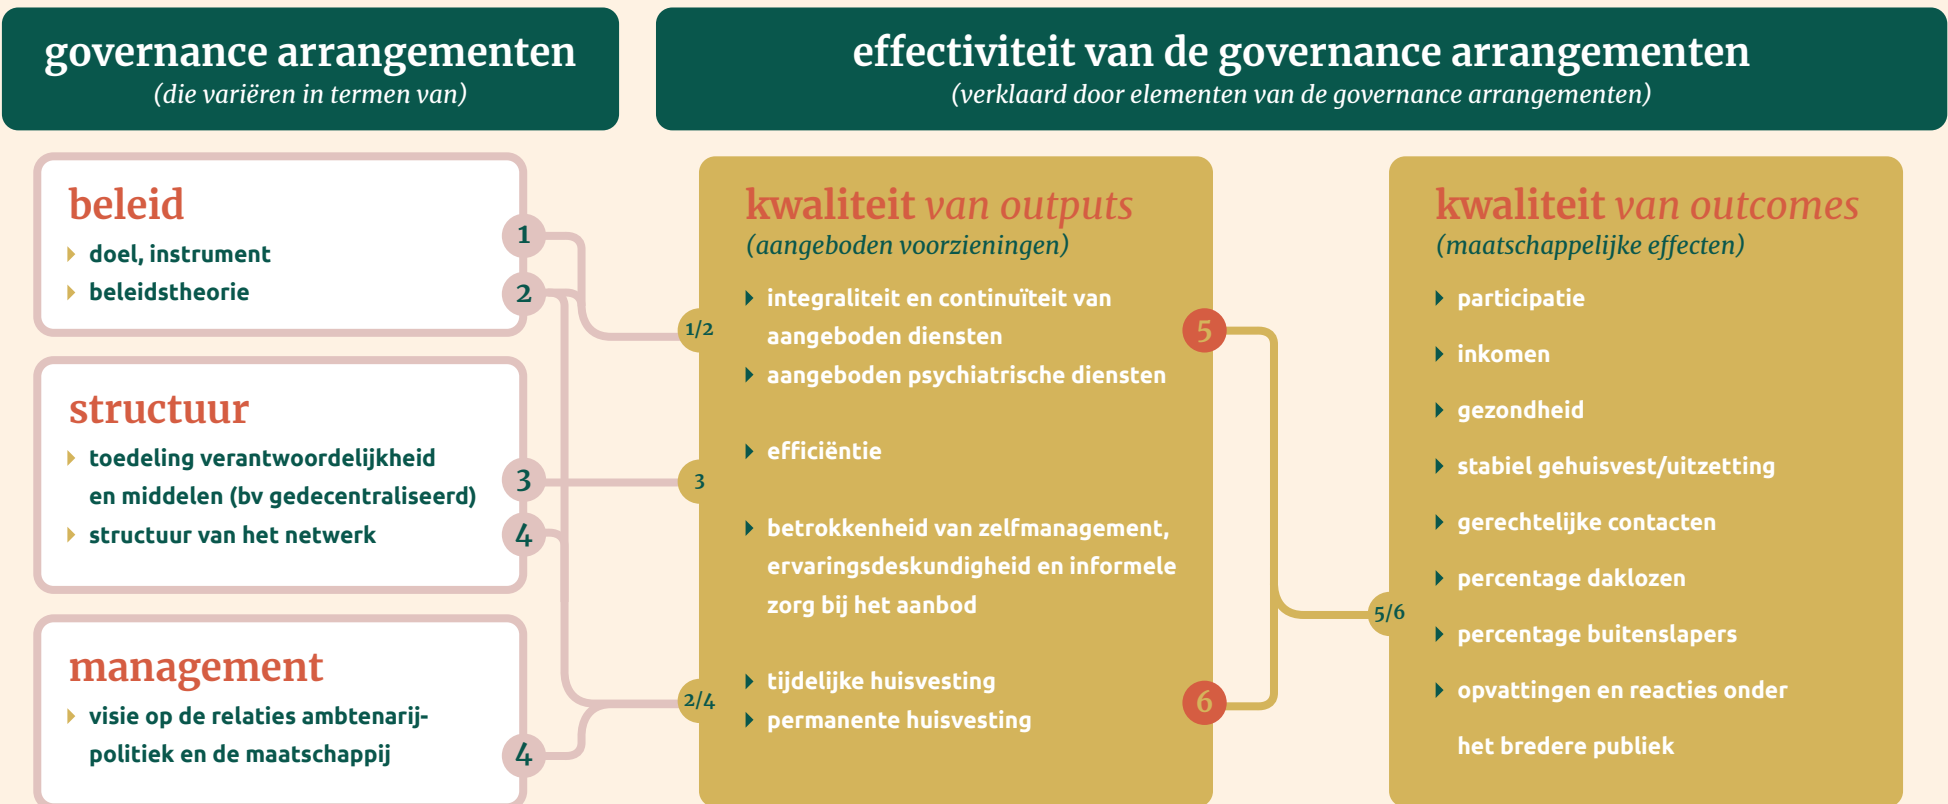 governance arrangementen
(die variëren in termen van)
effectiviteit van de governance arrangementen
(verklaard door elementen van de governance arrangementen)
beleid
doel, instrument
beleidstheorie
1
2
structuur
toedeling verantwoordelijkheid
en middelen (bv gedecentraliseerd)
structuur van het netwerk
3
4
management
visie op de relaties ambtenarij-
politiek en de maatschappij
4
kwaliteit van outputs
(aangeboden voorzieningen)
1/2
integraliteit en continuïteit van
aangeboden diensten
aangeboden psychiatrische diensten
5
3
efficiëntie
betrokkenheid van zelfmanagement,
ervaringsdeskundigheid en informele
zorg bij het aanbod
2/4
tijdelijke huisvesting
permanente huisvesting
6
kwaliteit van outcomes
(maatschappelijke effecten)
participatie
inkomen
gezondheid
stabiel gehuisvest/uitzetting
gerechtelijke contacten
percentage daklozen
5/6
percentage buitenslapers
opvattingen en reacties onder
het bredere publiek